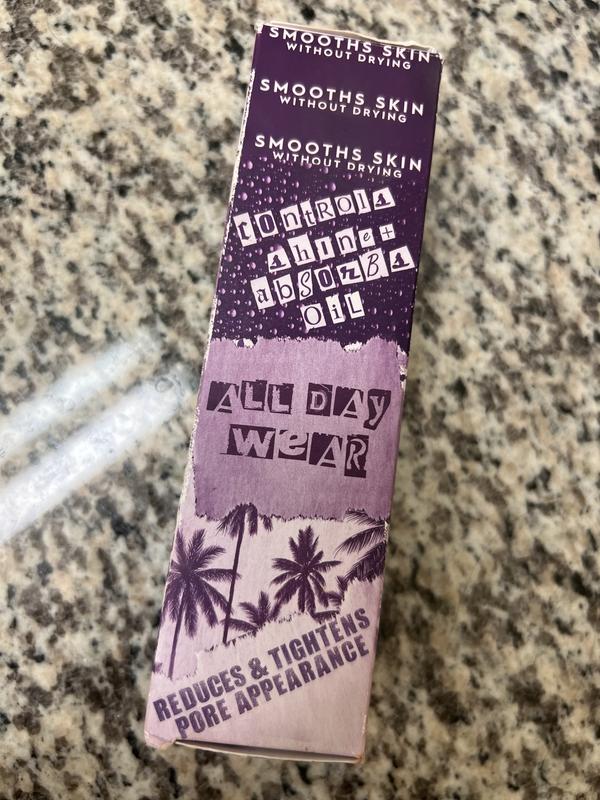 SMOOTHS SKIN
WITHOUT DRYING
SMOOTHS SKIN
WITHOUT DRYING
SMOOTHS SKIN
WITHOUT DRYING
CONtROlS
shine+
abSOrBs
OiL
ALL DAy
WeAR
REDUCES & TIGHTENS
PORE APPEARANCE